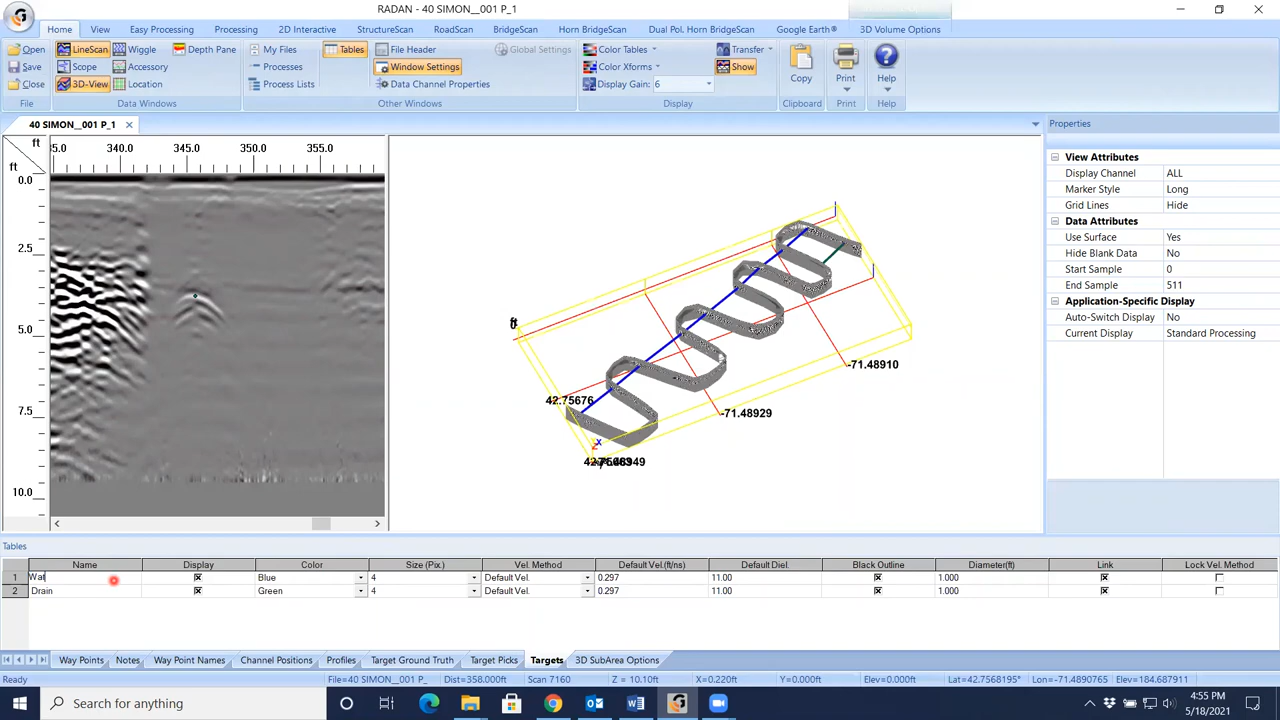 RADAN - 40 SIMON__001 P_1
Home View Easy Processing Processing 2D Interactive StructureScan RoadScan BridgeScan Horn BridgeScan Dual Pol. Horn BridgeScan Google Earth® 3D Volume Options
Open LineScan Wiggle Depth Pane My Files Tables File Header Global Settings Color Tables Transfer
Save Scope Accessory Processes Window Settings Color Xforms Show Copy Print Help
Close 3D-View Location Process Lists Data Channel Properties Display Gain: 6
File Data Windows Other Windows Display Clipboard Print Help
40 SIMON__001 P_1
Properties
ft
ft
5.0 340.0 345.0 350.0 355.0
0.0
2.5
5.0
7.5
10.0
ft
42.75676
-71.48910
-71.48929
X
View Attributes
Display Channel ALL
Marker Style Long
Grid Lines Hide
Data Attributes
Use Surface Yes
Hide Blank Data No
Start Sample 0
End Sample 511
Application-Specific Display
Auto-Switch Display No
Current Display Standard Processing
Tables
Name Display Color Size (Pix.) Vel. Method Default Vel.(ft/ns) Default Diel. Black Outline Diameter(ft) Link Lock Vel. Method
1 Wat Blue 4 Default Vel. 0.297 11.00 1.000
2 Drain Green 4 Default Vel. 0.297 11.00 1.000
Way Points Notes Way Point Names Channel Positions Profiles Target Ground Truth Target Picks Targets 3D SubArea Options
Ready File=40 SIMON__001 P_ Dist=358.000ft Scan 7160 Z = 10.10ft X=0.220ft Y=0.000ft Elev=0.000ft Lat=42.7568195° Lon=-71.4890765° Elev=184.687911
Type here to search
4:55 PM
5/18/2021